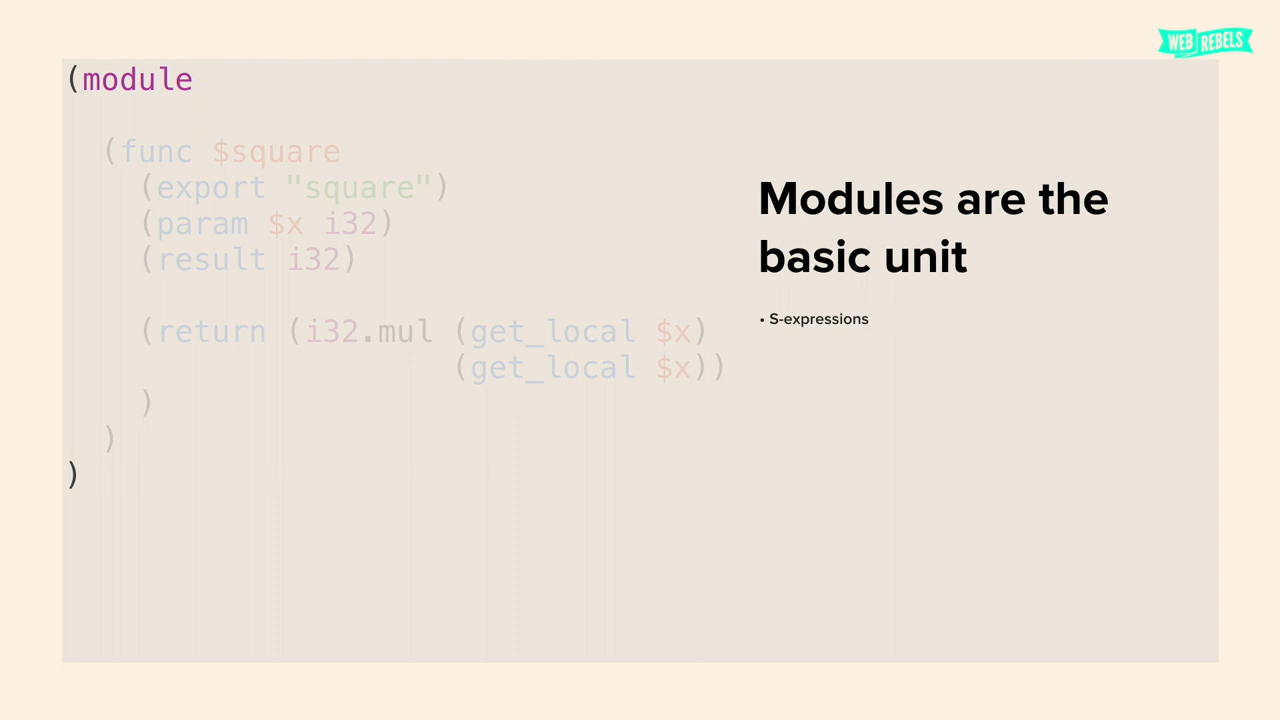 WEB REBELS
(module
(func $square
(export "square")
(param $x i32)
(result i32)
(return (i32.mul (get_local $x)
(get_local $x))
)
)
)
Modules are the
basic unit
• S-expressions